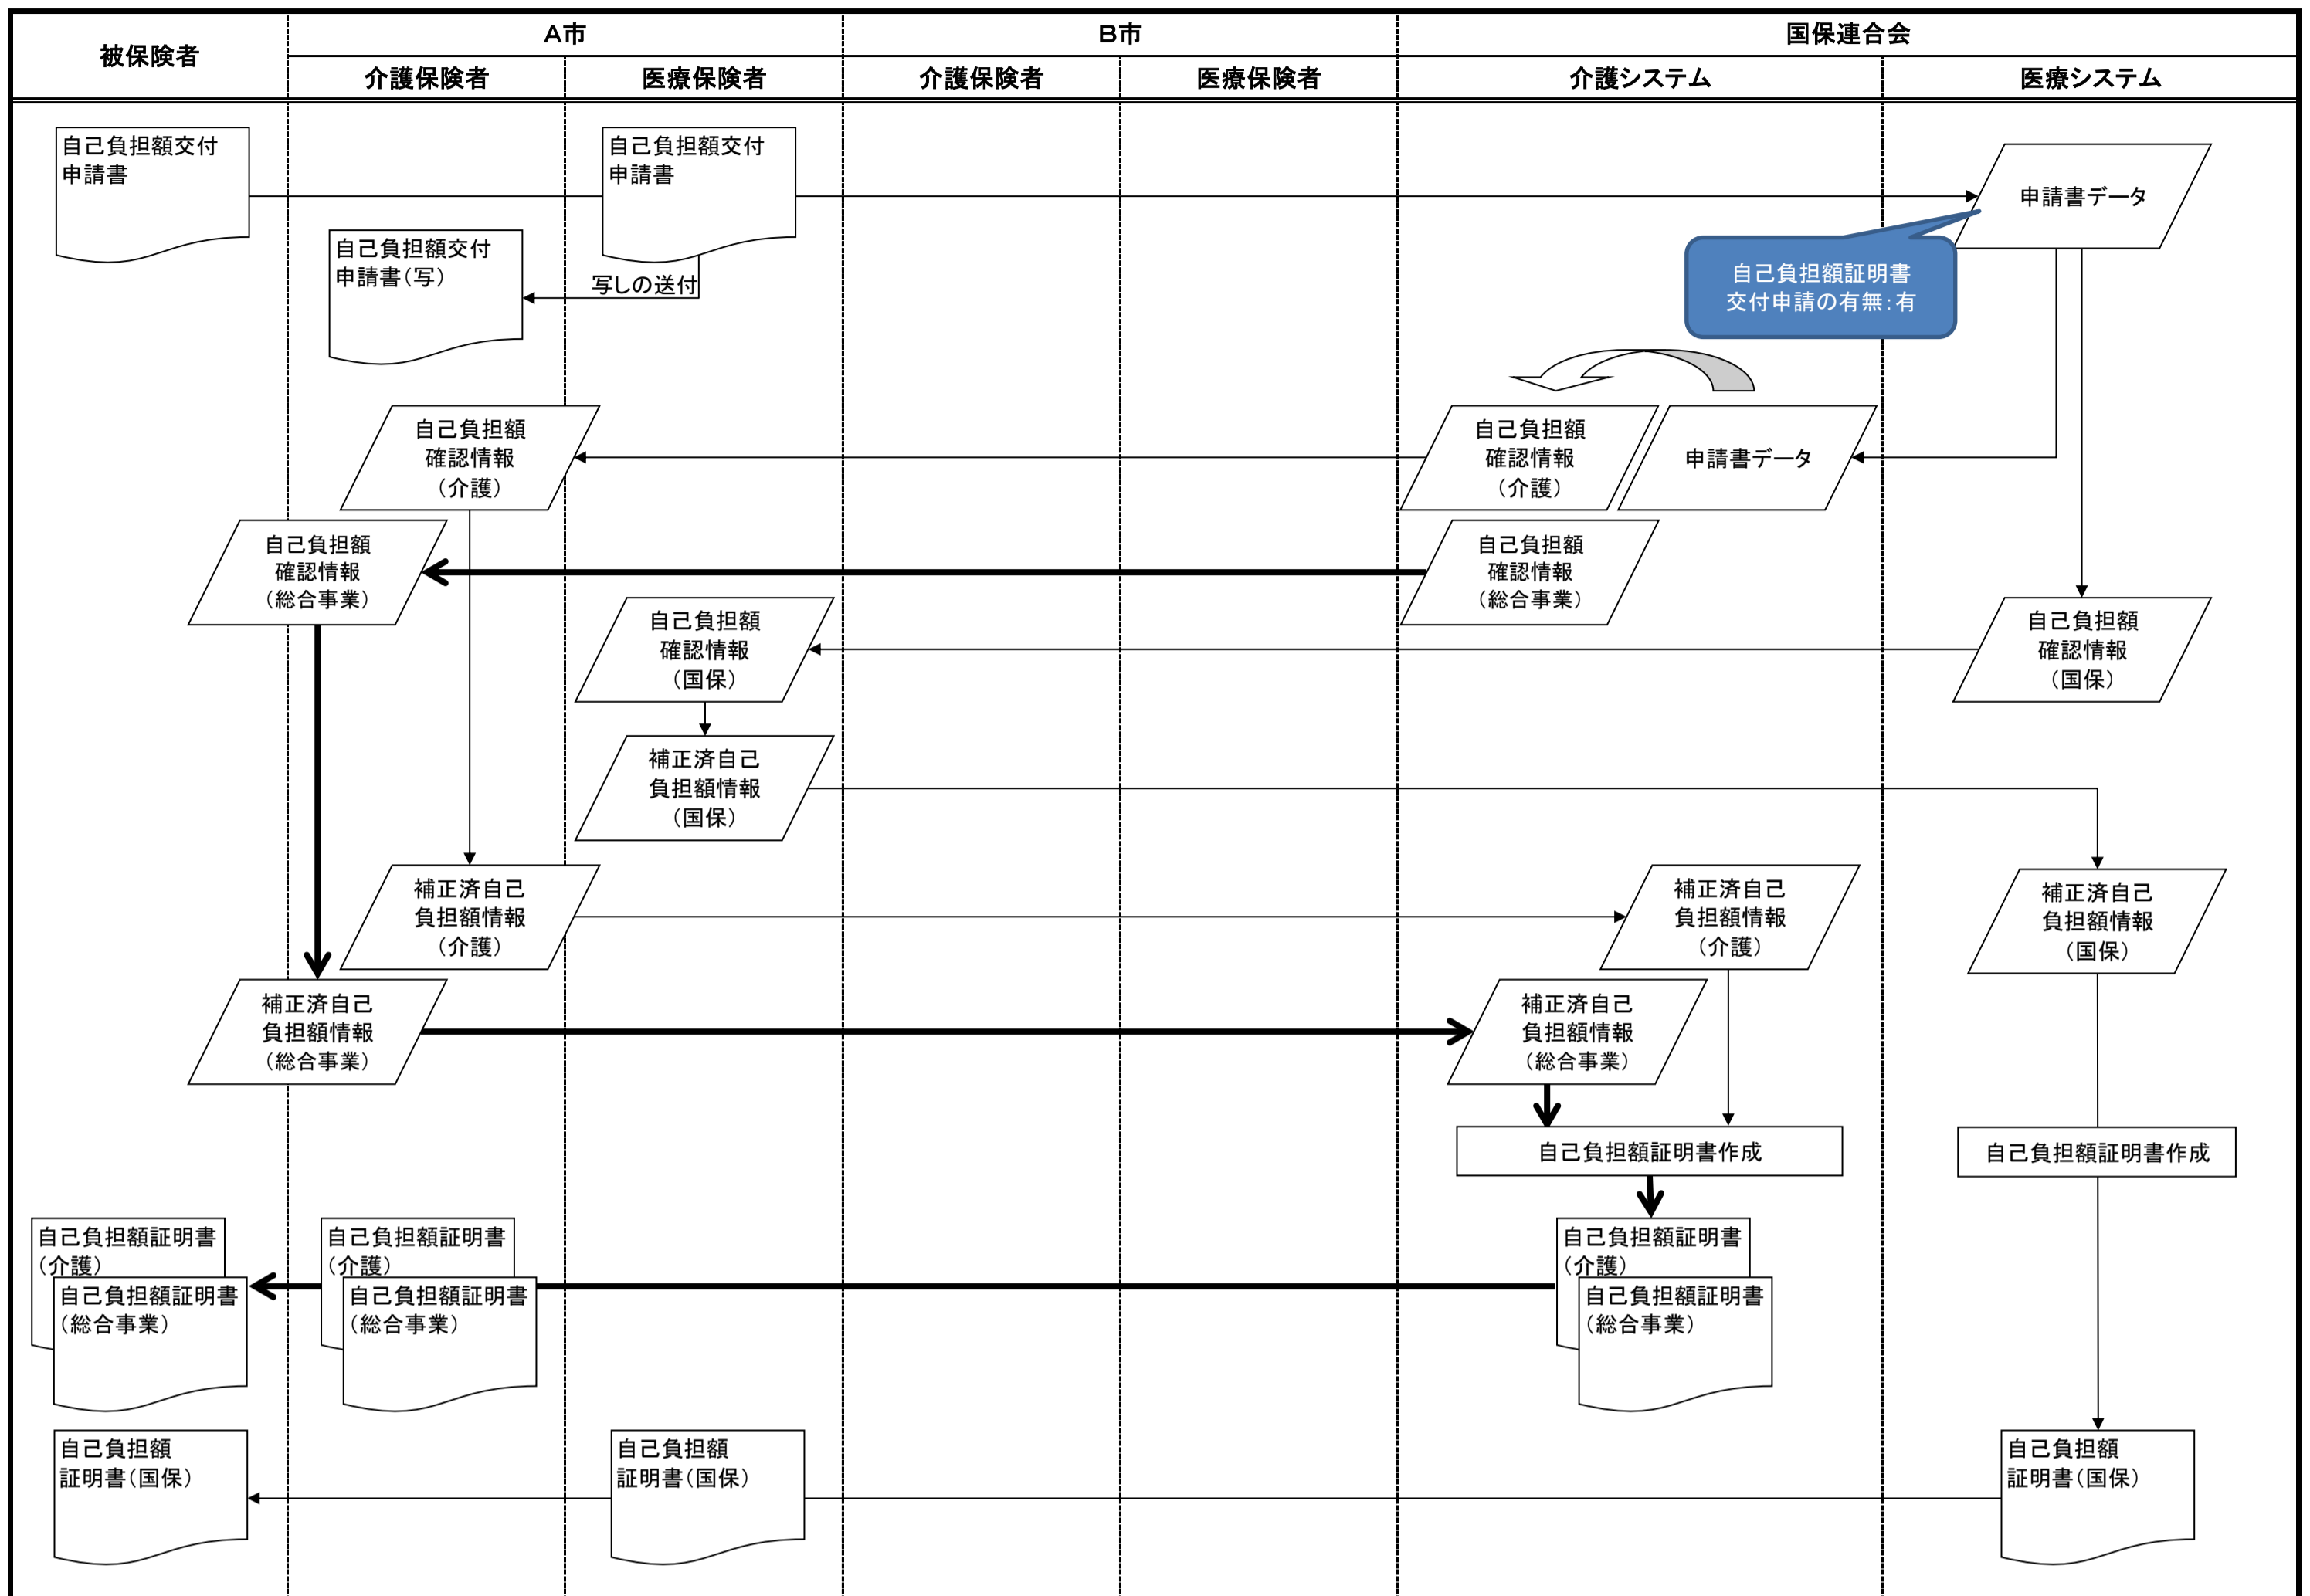 被保険者
A市
B市
国保連合会
介護保険者
医療保険者
介護保険者
医療保険者
介護システム
医療システム
自己負担額交付
申請書
自己負担額交付
申請書
申請書データ
自己負担額交付
申請書（写）
写しの送付
自己負担額証明書
交付申請の有無：有
自己負担額
確認情報
（介護）
自己負担額
確認情報
（介護）
申請書データ
自己負担額
確認情報
（総合事業）
自己負担額
確認情報
（総合事業）
自己負担額
確認情報
（国保）
自己負担額
確認情報
（国保）
補正済自己
負担額情報
（国保）
補正済自己
負担額情報
（介護）
補正済自己
負担額情報
（介護）
補正済自己
負担額情報
（国保）
補正済自己
負担額情報
（総合事業）
補正済自己
負担額情報
（総合事業）
自己負担額証明書作成
自己負担額証明書作成
自己負担額証明書
（介護）
自己負担額証明書
（総合事業）
自己負担額証明書
（介護）
自己負担額証明書
（総合事業）
自己負担額証明書
（介護）
自己負担額証明書
（総合事業）
自己負担額
証明書（国保）
自己負担額
証明書（国保）
自己負担額
証明書（国保）